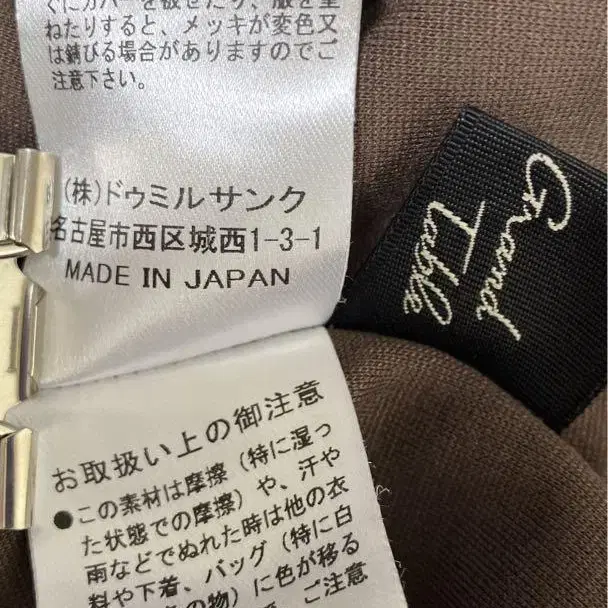 ぐにカバーを被せたり、服を重
ねたりすると、メッキが変色又
は錆びる場合がありますのでご
注意下さい。
(株)ドゥミルサンク
名古屋市西区城西1-3-1
MADE IN JAPAN
Grand
table
お取扱い上の御注意
●この素材は摩擦(特に湿っ
た状態での摩擦)や、汗や
雨などでぬれた時は他の衣
料や下着、バッグ(特に白
の物)に色が移る
ご注意